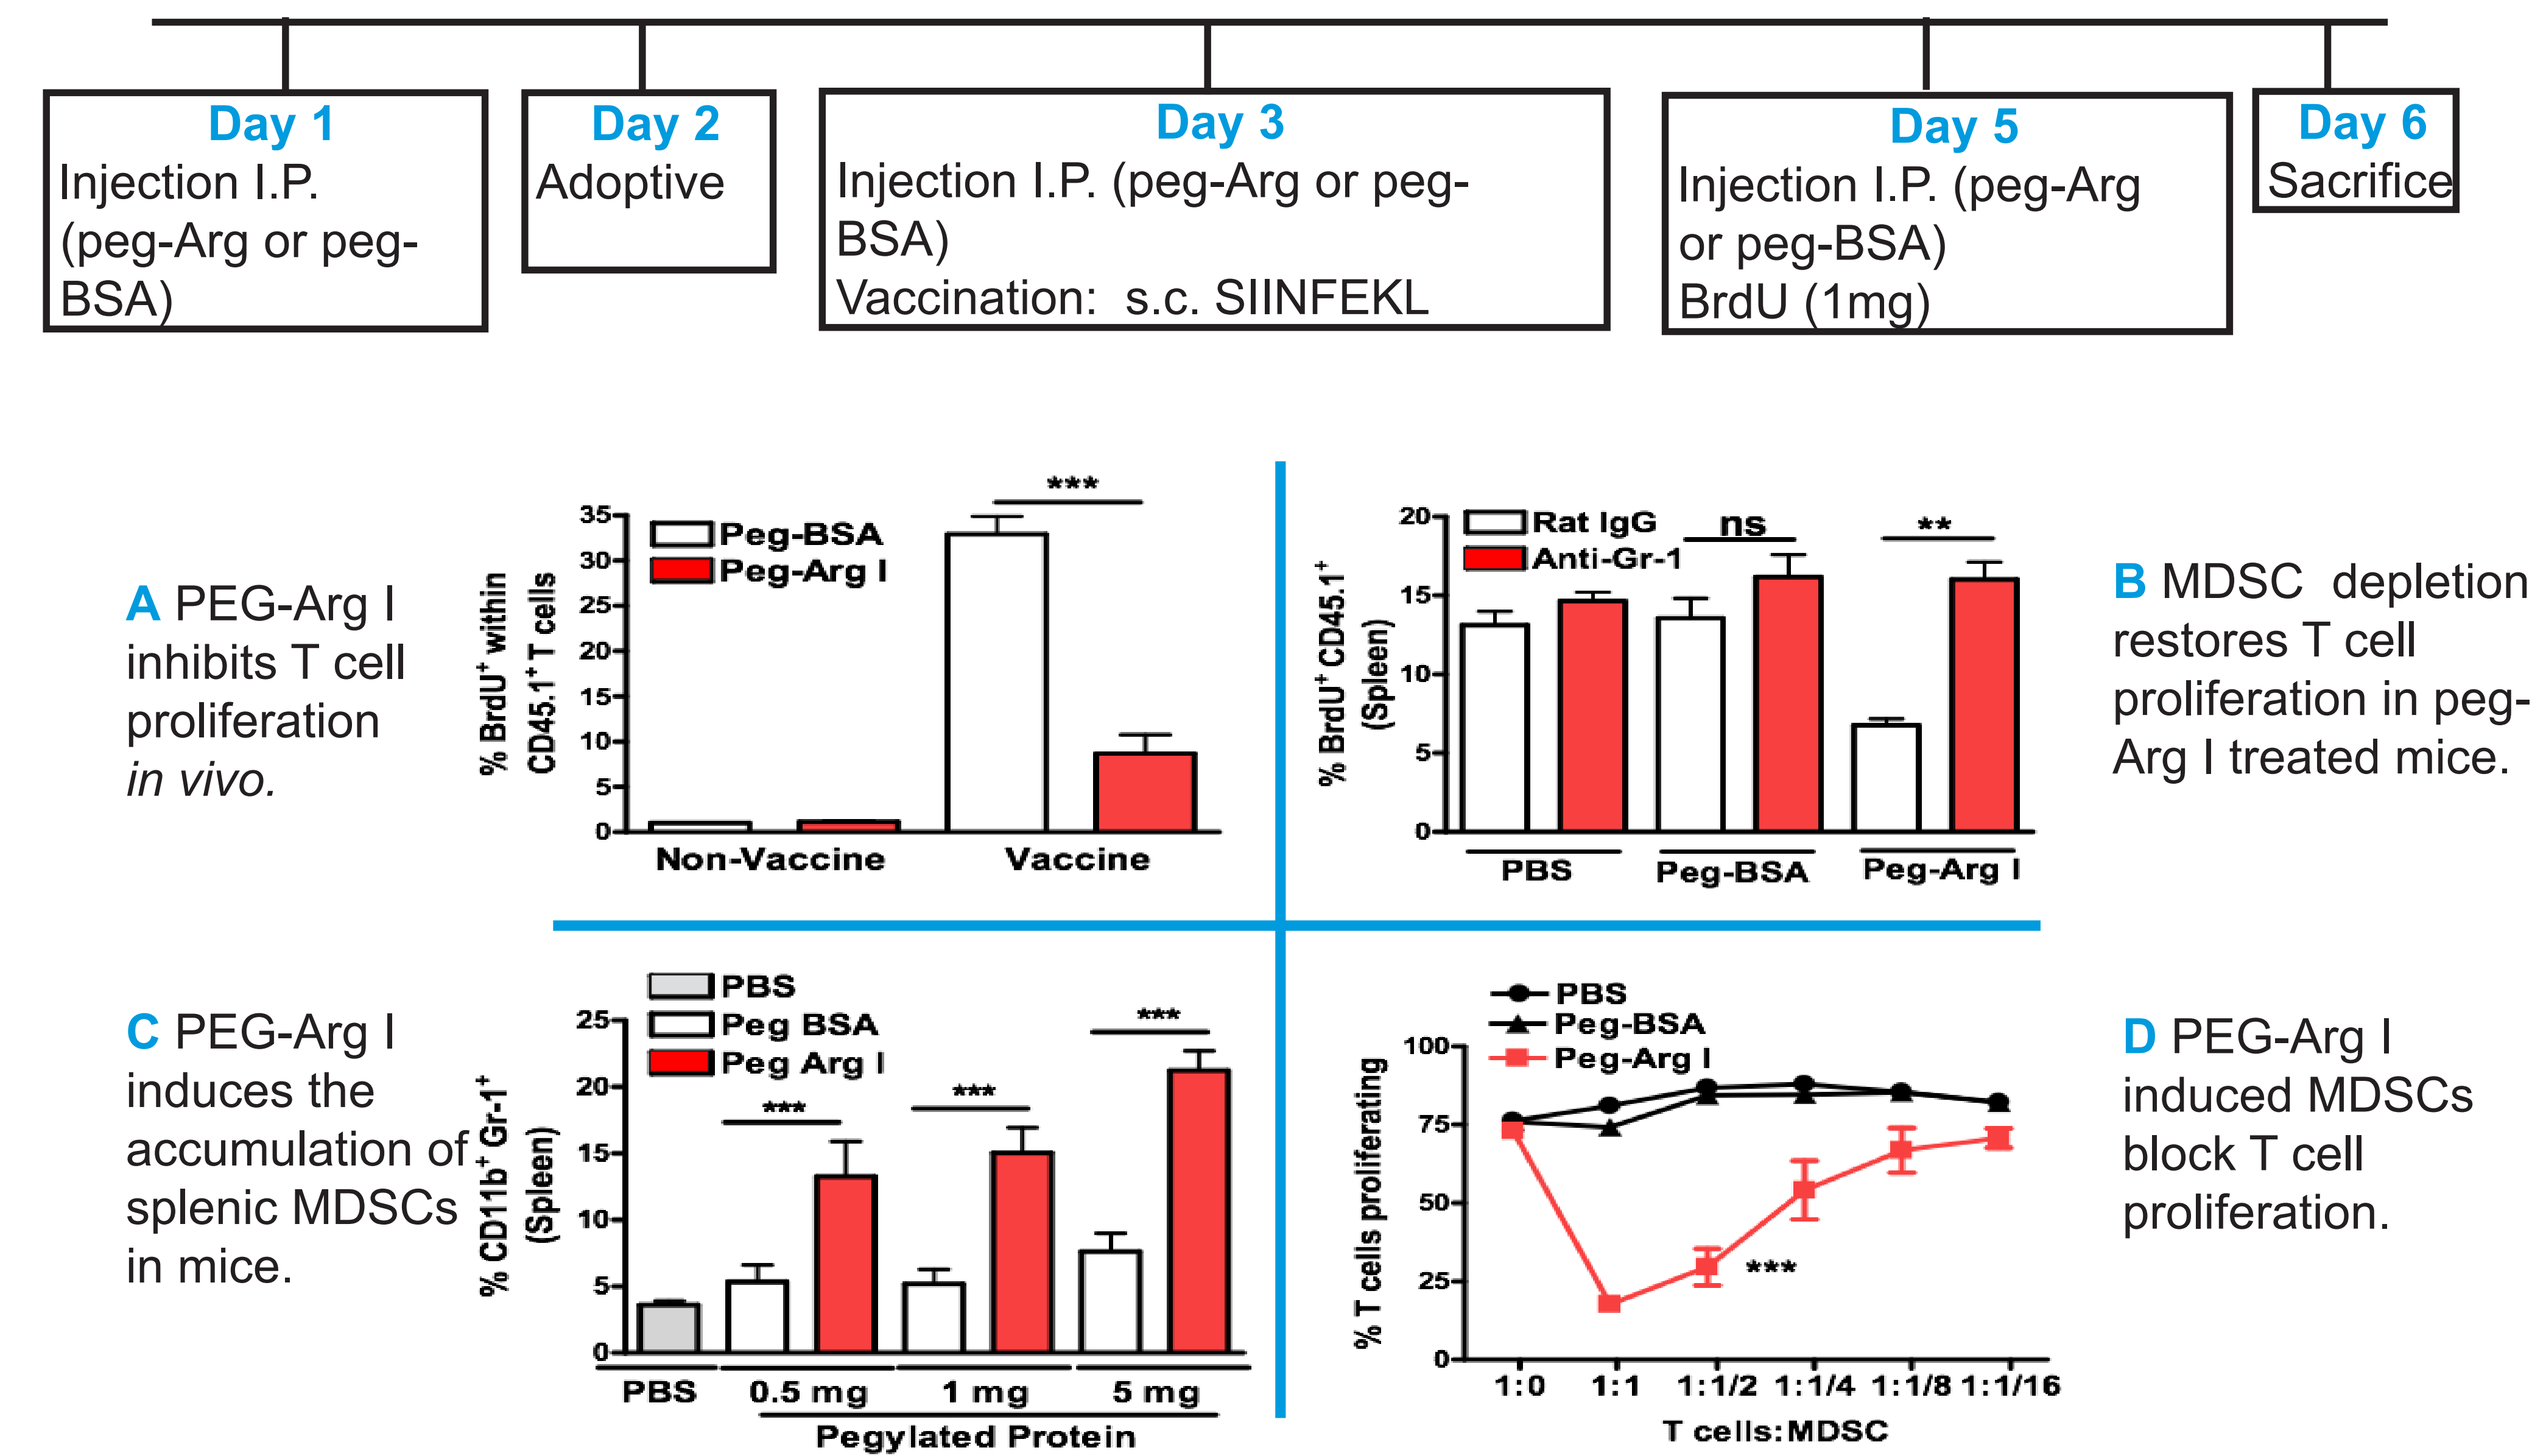 Day 1
Injection I.P.
(peg-Arg or peg-
BSA)
Day 2
Adoptive
Day 3
Injection I.P. (peg-Arg or peg-
BSA)
Vaccination: s.c. SIINFEKL
Day 5
Injection I.P. (peg-Arg
or peg-BSA)
BrdU (1mg)
Day 6
Sacrifice
A PEG-Arg I
inhibits T cell
proliferation
in vivo.
% BrdU⁺ within
CD45.1⁺ T cells
35
30
25
20
15
10
5
0
Peg-BSA
Peg-Arg I
***
Non-Vaccine
Vaccine
% BrdU⁺ CD45.1⁺
(Spleen)
20
15
10
5
0
Rat IgG
Anti-Gr-1
ns
**
PBS
Peg-BSA
Peg-Arg I
B MDSC depletion
restores T cell
proliferation in peg-
Arg I treated mice.
C PEG-Arg I
induces the
accumulation of
splenic MDSCs
in mice.
% CD11b⁺ Gr-1⁺
(Spleen)
25
20
15
10
5
0
PBS
Peg BSA
Peg Arg I
***
***
***
PBS
0.5 mg
1 mg
5 mg
Pegylated Protein
% T cells proliferating
100
75
50
25
0
PBS
Peg-BSA
Peg-Arg I
***
1:0
1:1
1:1/2
1:1/4
1:1/8
1:1/16
T cells:MDSC
D PEG-Arg I
induced MDSCs
block T cell
proliferation.